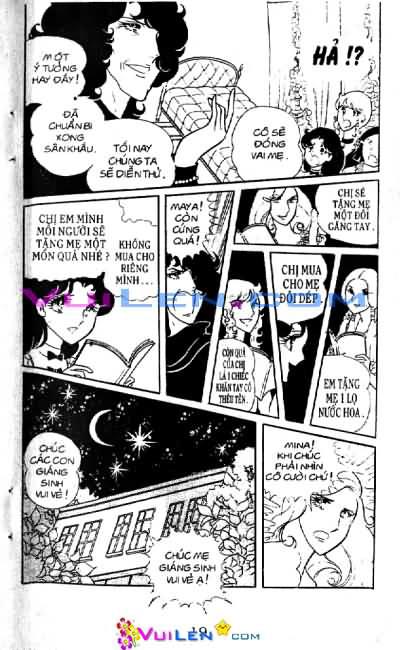 MỘT
Ý TƯỞNG
HAY ĐẤY!
HẢ!?
ĐÃ
CHUẨN BỊ
XONG
SÂN KHẤU.
TỐI NAY
CHÚNG TA
SẼ DIỄN THỬ.
CÔ SẼ
ĐÓNG
VAI MẸ.
CHỊ EM MÌNH
MỖI NGƯỜI SẼ
TẶNG MẸ MỘT
MÓN QUÀ NHÉ?
KHÔNG
MUA CHO
RIÊNG
MÌNH...
MAYA!
CÒN
CỨNG
QUÁ!
CHỊ SẼ
TẶNG MẸ
MỘT ĐÔI
GĂNG TAY.
CHỊ MUA
CHO MẸ
ĐÔI DÉP.
CÒN QUÀ
CỦA CHỊ
LÀ 1 CHIẾC
KHĂN TAY CÓ
THÊU TÊN.
EM TẶNG
MẸ 1 LỌ
NƯỚC HOA.
VuiLen.com
CHÚC
CÁC CON
GIÁNG
SINH
VUI VẺ!
CHÚC MẸ
GIÁNG SINH
VUI VẺ Ạ!
MINA!
KHI CHÚC
PHẢI NHÌN
CÔ CƯỜI CHỨ!
19
VuiLen
.com